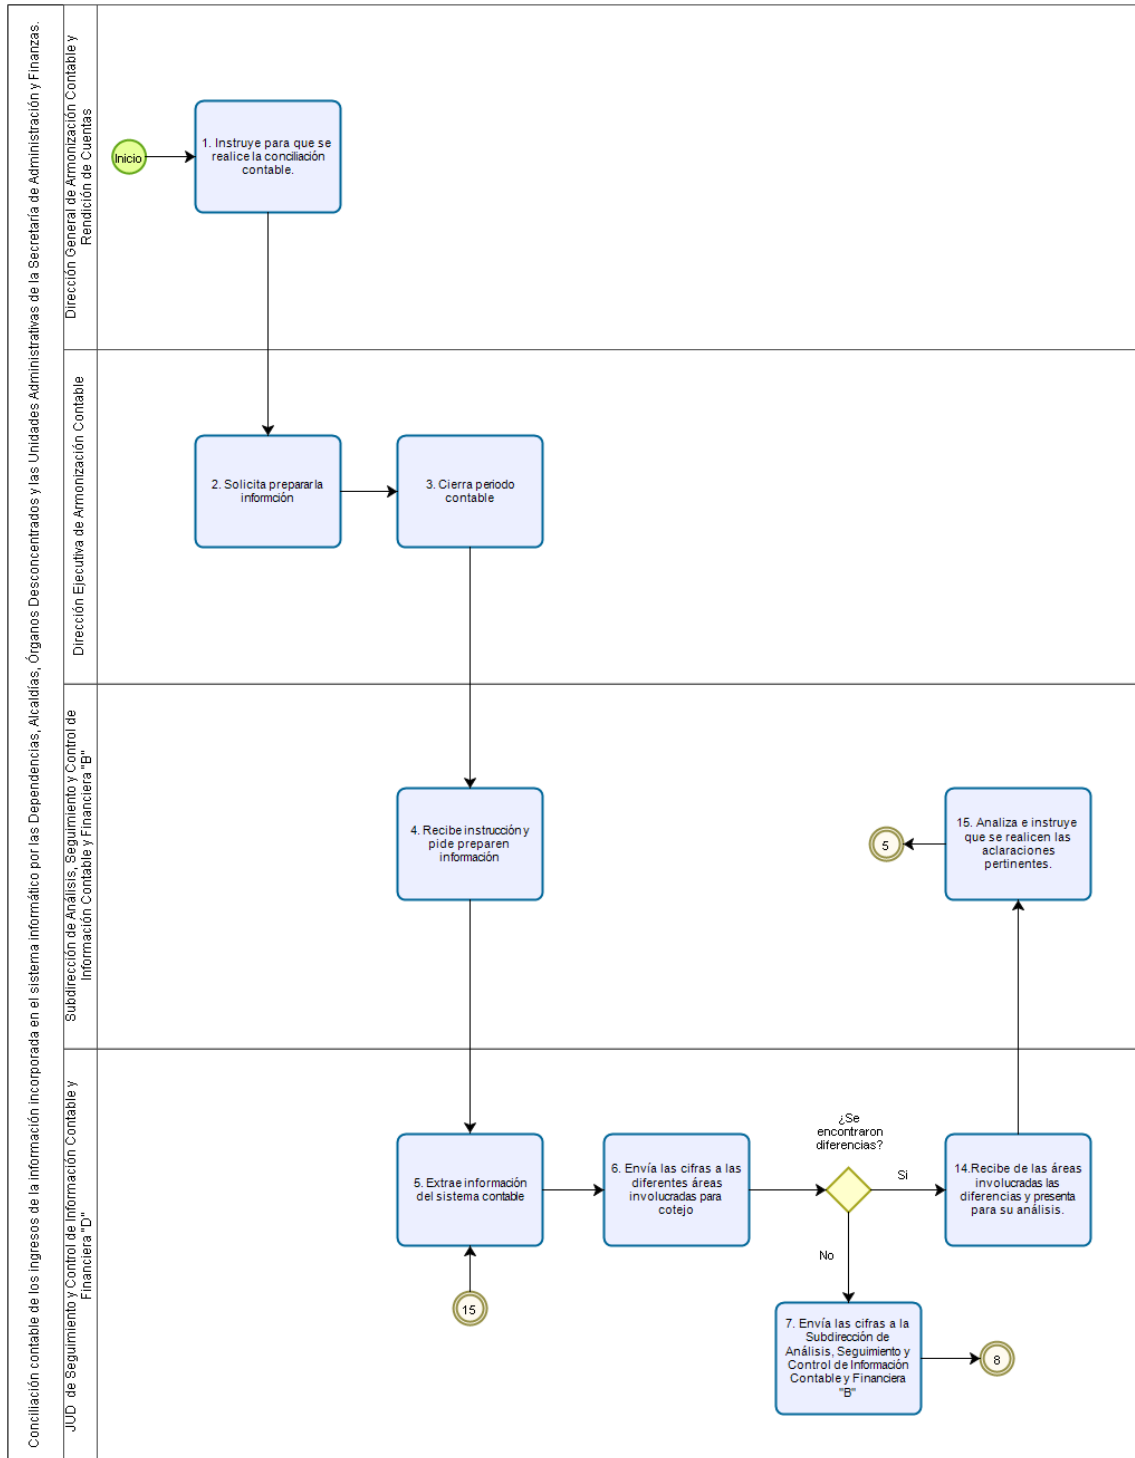 Conciliación contable de los ingresos de la información incorporada en el sistema informático por las Dependencias, Alcaldías, Órganos Desconcentrados y las Unidades Administrativas de la Secretaría de Administración y Finanzas.
Dirección General de Armonización Contable y
Rendición de Cuentas
Inicio
1. Instruye para que se
realice la conciliación
contable.
Dirección Ejecutiva de Armonización Contable
2. Solicita preparar la
informción
3. Cierra periodo
contable
Subdirección de Análisis, Seguimiento y Control de
Información Contable y Financiera "B"
4. Recibe instrucción y
pide preparen
información
5
15. Analiza e instruye
que se realicen las
aclaraciones
pertinentes.
JUD de Seguimiento y Control de Información Contable y
Financiera "D"
5. Extrae información
del sistema contable
15
6. Envía las cifras a las
diferentes áreas
involucradas para
cotejo
¿Se
encontraron
diferencias?
Si
No
14.Recibe de las áreas
involucradas las
diferencias y presenta
para su análisis.
7. Envía las cifras a la
Subdirección de
Análisis, Seguimiento y
Control de Información
Contable y Financiera
"B"
8